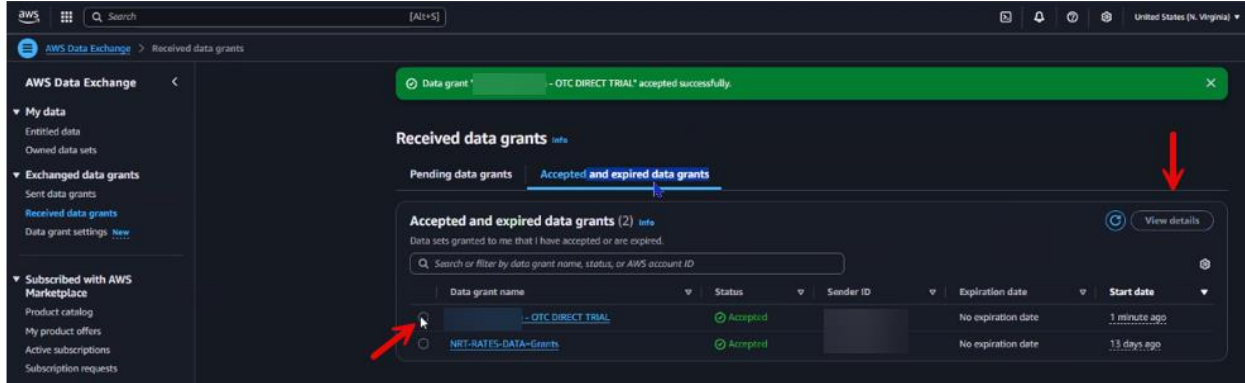 aws Search [Alt+S] United States (N. Virginia)
AWS Data Exchange > Received data grants
AWS Data Exchange
My data
Entitled data
Owned data sets
Exchanged data grants
Sent data grants
Received data grants
Data grant settings New
Subscribed with AWS
Marketplace
Product catalog
My product offers
Active subscriptions
Subscription requests
Data grant " - OTC DIRECT TRIAL" accepted successfully.
Received data grants Info
Pending data grants Accepted and expired data grants
Accepted and expired data grants (2) Info
View details
Data sets granted to me that I have accepted or are expired.
Search or filter by data grant name, status, or AWS account ID
Data grant name Status Sender ID Expiration date Start date
- OTC DIRECT TRIAL Accepted No expiration date 1 minute ago
NRT-RATES-DATA-Grants Accepted No expiration date 13 days ago